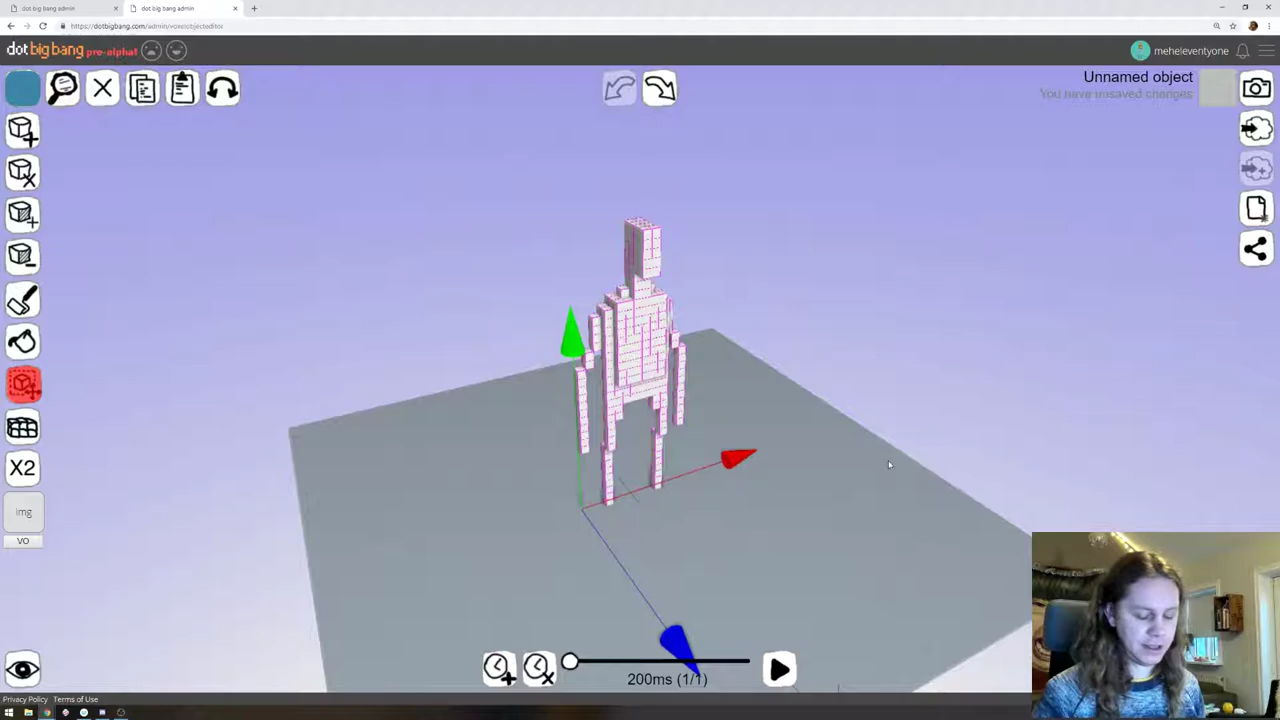 dot big bang admin
dot big bang admin
https://dotbigbang.com/admin/voxelobjecteditor
dot big bang pre-alpha!
meheleventyone
Unnamed object
You have unsaved changes
X2
img
VO
200ms (1/1)
Privacy Policy
Terms of Use